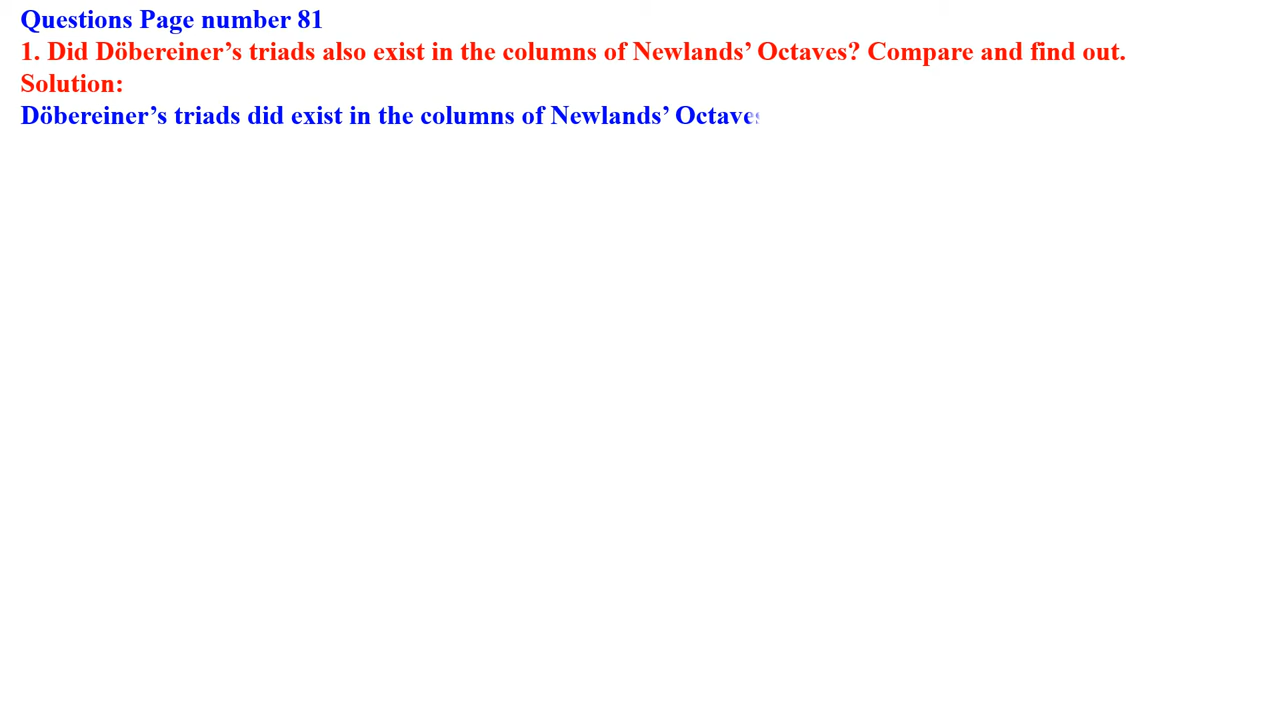 Questions Page number 81
1. Did Döbereiner’s triads also exist in the columns of Newlands’ Octaves? Compare and find out.
Solution:
Döbereiner’s triads did exist in the columns of Newlands’ Octaves